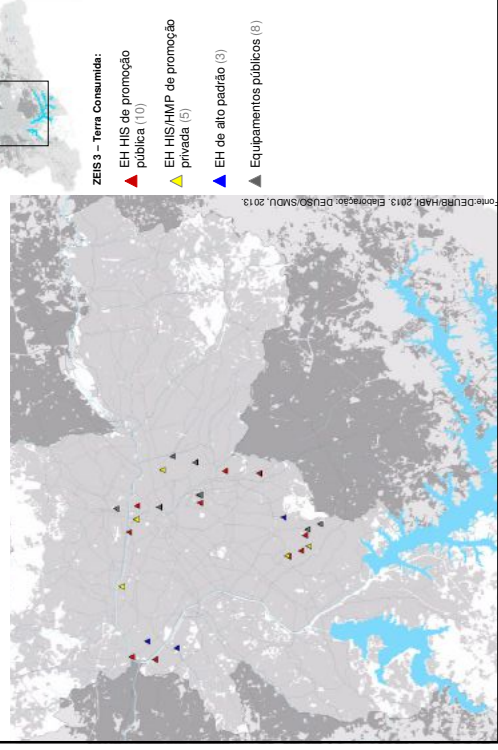 ZEIS 3 – Terra Consumida:
EH HIS de promoção
pública (10)
EH HIS/HMP de promoção
privada (5)
EH de alto padrão (3)
Equipamentos públicos (8)
Fonte:DEURB/HABI, 2013. Elaboração: DEUSO/SMDU, 2013.